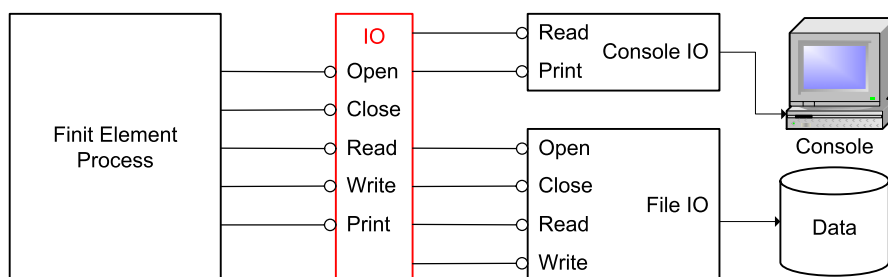 Finit Element
Process
IO
Open
Close
Read
Write
Print
Read
Print
Console IO
Open
Close
Read
Write
File IO
Console
Data